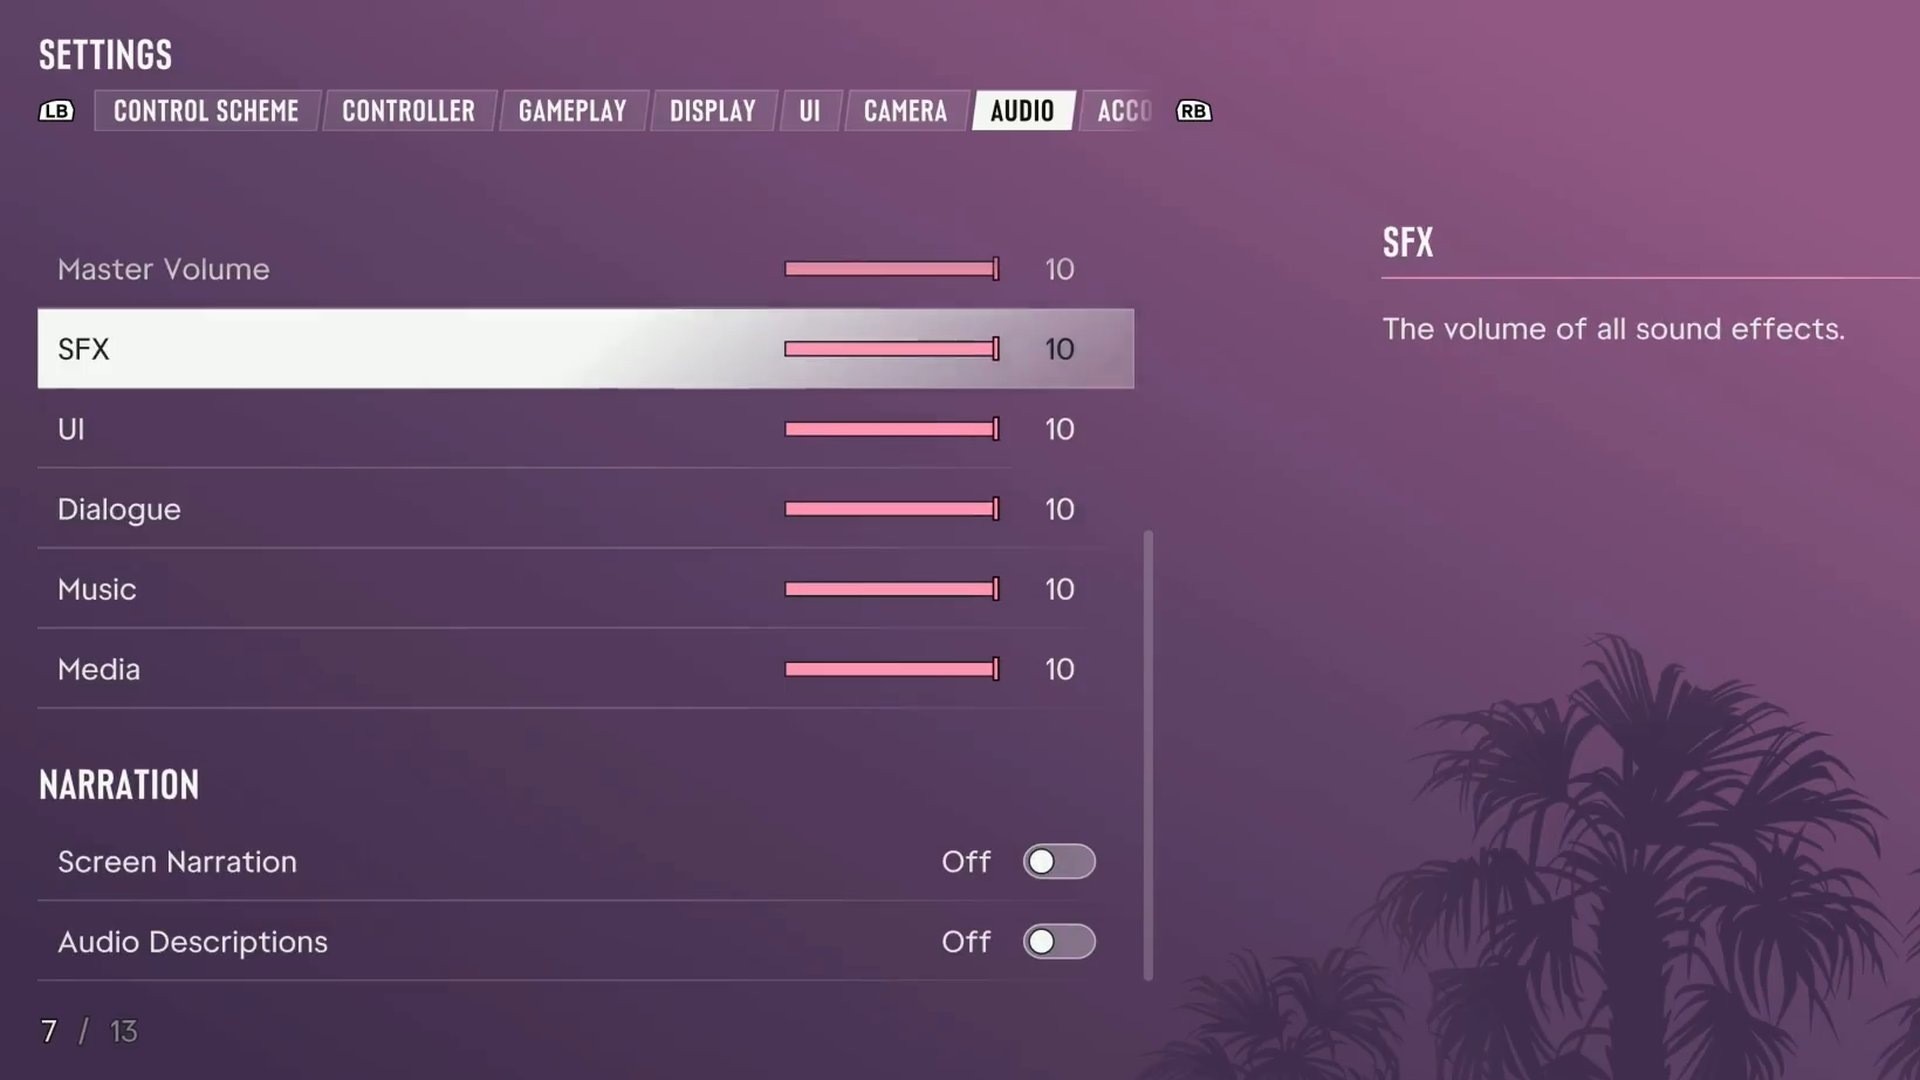 SETTINGS
LB CONTROL SCHEME CONTROLLER GAMEPLAY DISPLAY UI CAMERA AUDIO ACCO RB
Master Volume 10
SFX 10
UI 10
Dialogue 10
Music 10
Media 10
NARRATION
Screen Narration Off
Audio Descriptions Off
7 / 13
SFX
The volume of all sound effects.